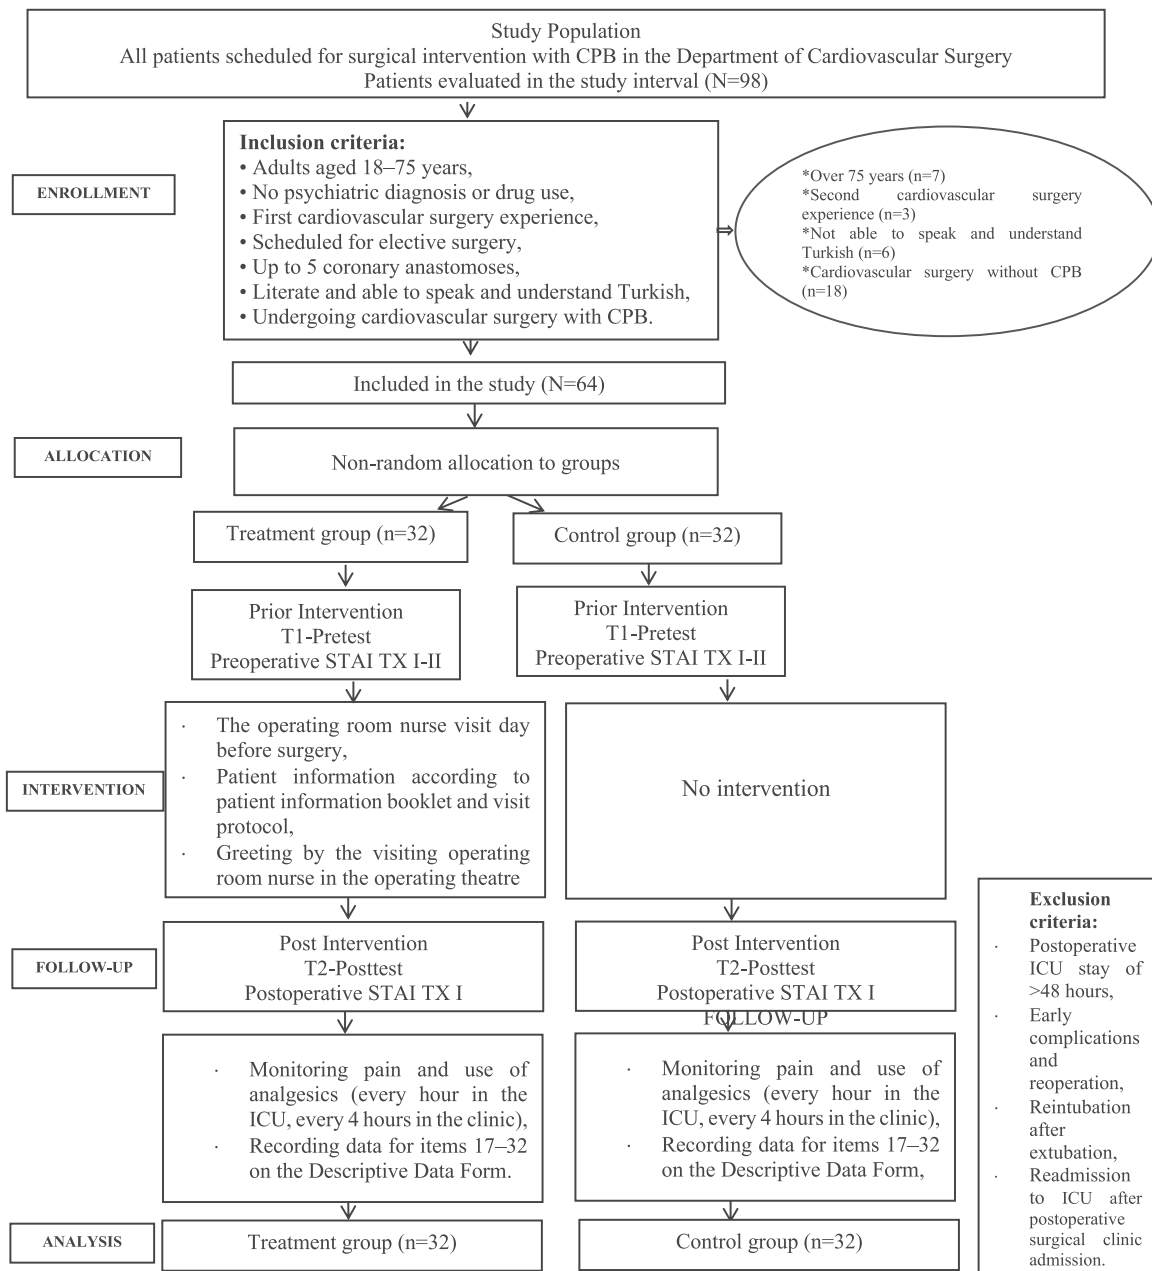 Study Population
All patients scheduled for surgical intervention with CPB in the Department of Cardiovascular Surgery
Patients evaluated in the study interval (N=98)
ENROLLMENT
Inclusion criteria:
• Adults aged 18–75 years,
• No psychiatric diagnosis or drug use,
• First cardiovascular surgery experience,
• Scheduled for elective surgery,
• Up to 5 coronary anastomoses,
• Literate and able to speak and understand Turkish,
• Undergoing cardiovascular surgery with CPB.
⇒
*Over 75 years (n=7)
*Second cardiovascular surgery
experience (n=3)
*Not able to speak and understand
Turkish (n=6)
*Cardiovascular surgery without CPB
(n=18)
Included in the study (N=64)
ALLOCATION
Non-random allocation to groups
Treatment group (n=32)
Control group (n=32)
Prior Intervention
T1-Pretest
Preoperative STAI TX I-II
Prior Intervention
T1-Pretest
Preoperative STAI TX I-II
INTERVENTION
· The operating room nurse visit day
before surgery,
· Patient information according to
patient information booklet and visit
protocol,
· Greeting by the visiting operating
room nurse in the operating theatre
No intervention
FOLLOW-UP
Post Intervention
T2-Posttest
Postoperative STAI TX I
Post Intervention
T2-Posttest
Postoperative STAI TX I
FOLLOW-UP
· Monitoring pain and use of
analgesics (every hour in the
ICU, every 4 hours in the clinic),
· Recording data for items 17–32
on the Descriptive Data Form.
· Monitoring pain and use of
analgesics (every hour in the
ICU, every 4 hours in the clinic),
· Recording data for items 17–32
on the Descriptive Data Form,
Exclusion
criteria:
· Postoperative
ICU stay of
>48 hours,
· Early
complications
and
reoperation,
· Reintubation
after
extubation,
· Readmission
to ICU after
postoperative
surgical clinic
admission.
ANALYSIS
Treatment group (n=32)
Control group (n=32)